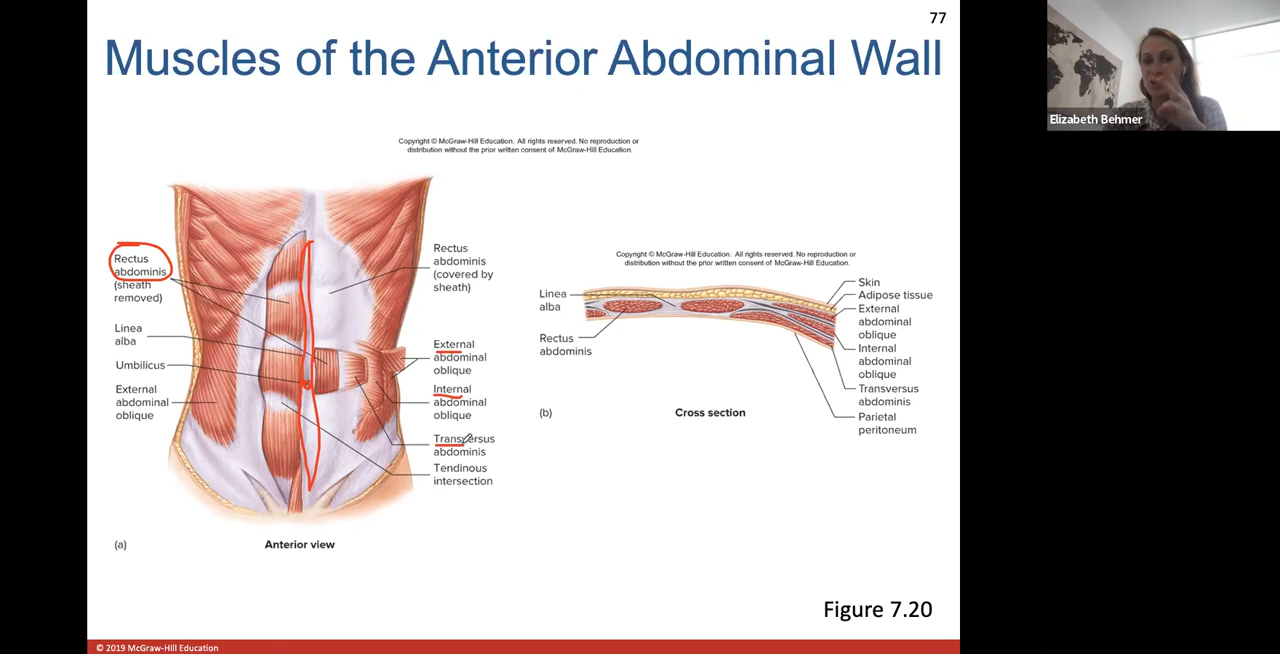 77
Muscles of the Anterior Abdominal Wall
Elizabeth Behmer
Copyright © McGraw-Hill Education. All rights reserved. No reproduction or
distribution without the prior written consent of McGraw-Hill Education.
Rectus
abdominis
(sheath
removed)
Linea
alba
Umbilicus
External
abdominal
oblique
Rectus
abdominis
(covered by
sheath)
External
abdominal
oblique
Internal
abdominal
oblique
Transversus
abdominis
Tendinous
intersection
(a)
Anterior view
Copyright © McGraw-Hill Education. All rights reserved. No reproduction or
distribution without the prior written consent of McGraw-Hill Education.
Linea
alba
Rectus
abdominis
Skin
Adipose tissue
External
abdominal
oblique
Internal
abdominal
oblique
Transversus
abdominis
Parietal
peritoneum
(b)
Cross section
Figure 7.20
© 2019 McGraw-Hill Education